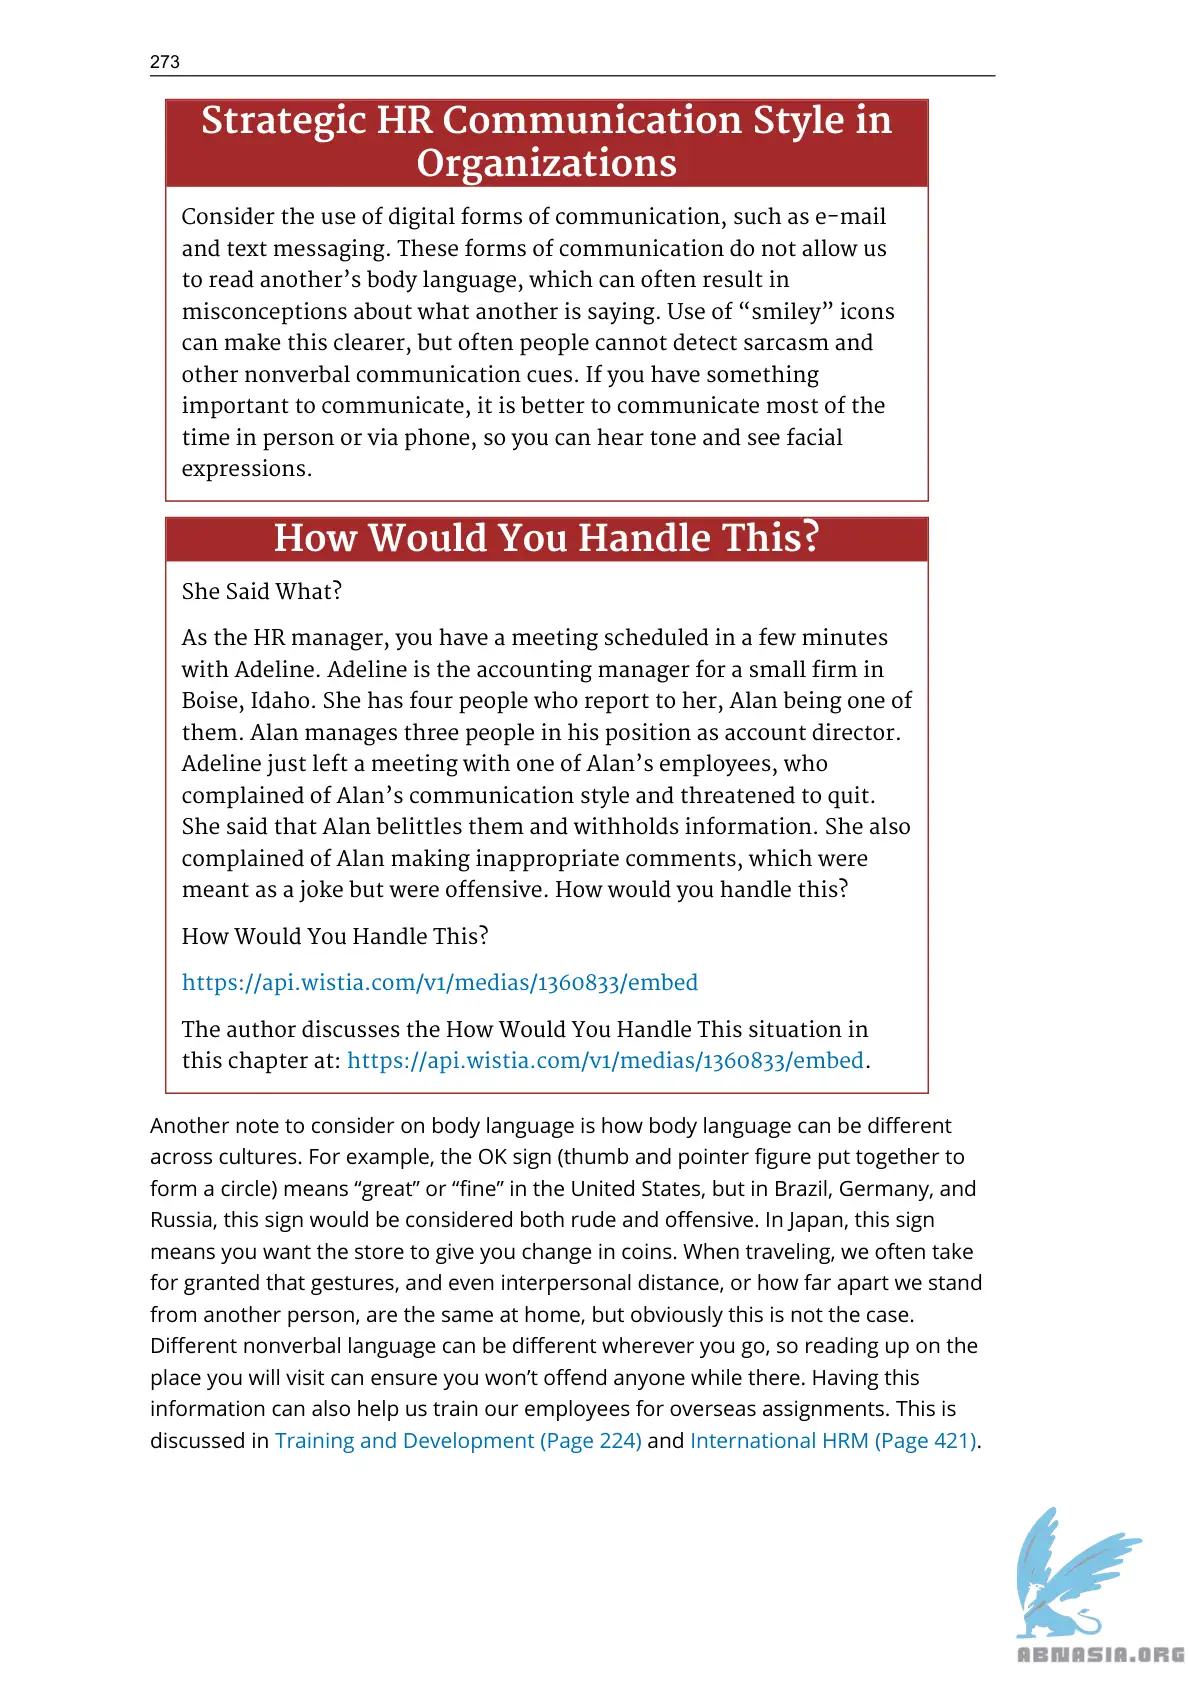 273
Strategic HR Communication Style in
Organizations
Consider the use of digital forms of communication, such as e-mail
and text messaging. These forms of communication do not allow us
to read another’s body language, which can often result in
misconceptions about what another is saying. Use of “smiley” icons
can make this clearer, but often people cannot detect sarcasm and
other nonverbal communication cues. If you have something
important to communicate, it is better to communicate most of the
time in person or via phone, so you can hear tone and see facial
expressions.
How Would You Handle This?
She Said What?
As the HR manager, you have a meeting scheduled in a few minutes
with Adeline. Adeline is the accounting manager for a small firm in
Boise, Idaho. She has four people who report to her, Alan being one of
them. Alan manages three people in his position as account director.
Adeline just left a meeting with one of Alan’s employees, who
complained of Alan’s communication style and threatened to quit.
She said that Alan belittles them and withholds information. She also
complained of Alan making inappropriate comments, which were
meant as a joke but were offensive. How would you handle this?
How Would You Handle This?
https://api.wistia.com/v1/medias/1360833/embed
The author discusses the How Would You Handle This situation in
this chapter at: https://api.wistia.com/v1/medias/1360833/embed.
Another note to consider on body language is how body language can be different
across cultures. For example, the OK sign (thumb and pointer figure put together to
form a circle) means “great” or “fine” in the United States, but in Brazil, Germany, and
Russia, this sign would be considered both rude and offensive. In Japan, this sign
means you want the store to give you change in coins. When traveling, we often take
for granted that gestures, and even interpersonal distance, or how far apart we stand
from another person, are the same at home, but obviously this is not the case.
Different nonverbal language can be different wherever you go, so reading up on the
place you will visit can ensure you won’t offend anyone while there. Having this
information can also help us train our employees for overseas assignments. This is
discussed in Training and Development (Page 224) and International HRM (Page 421).
ABNASIA.ORG